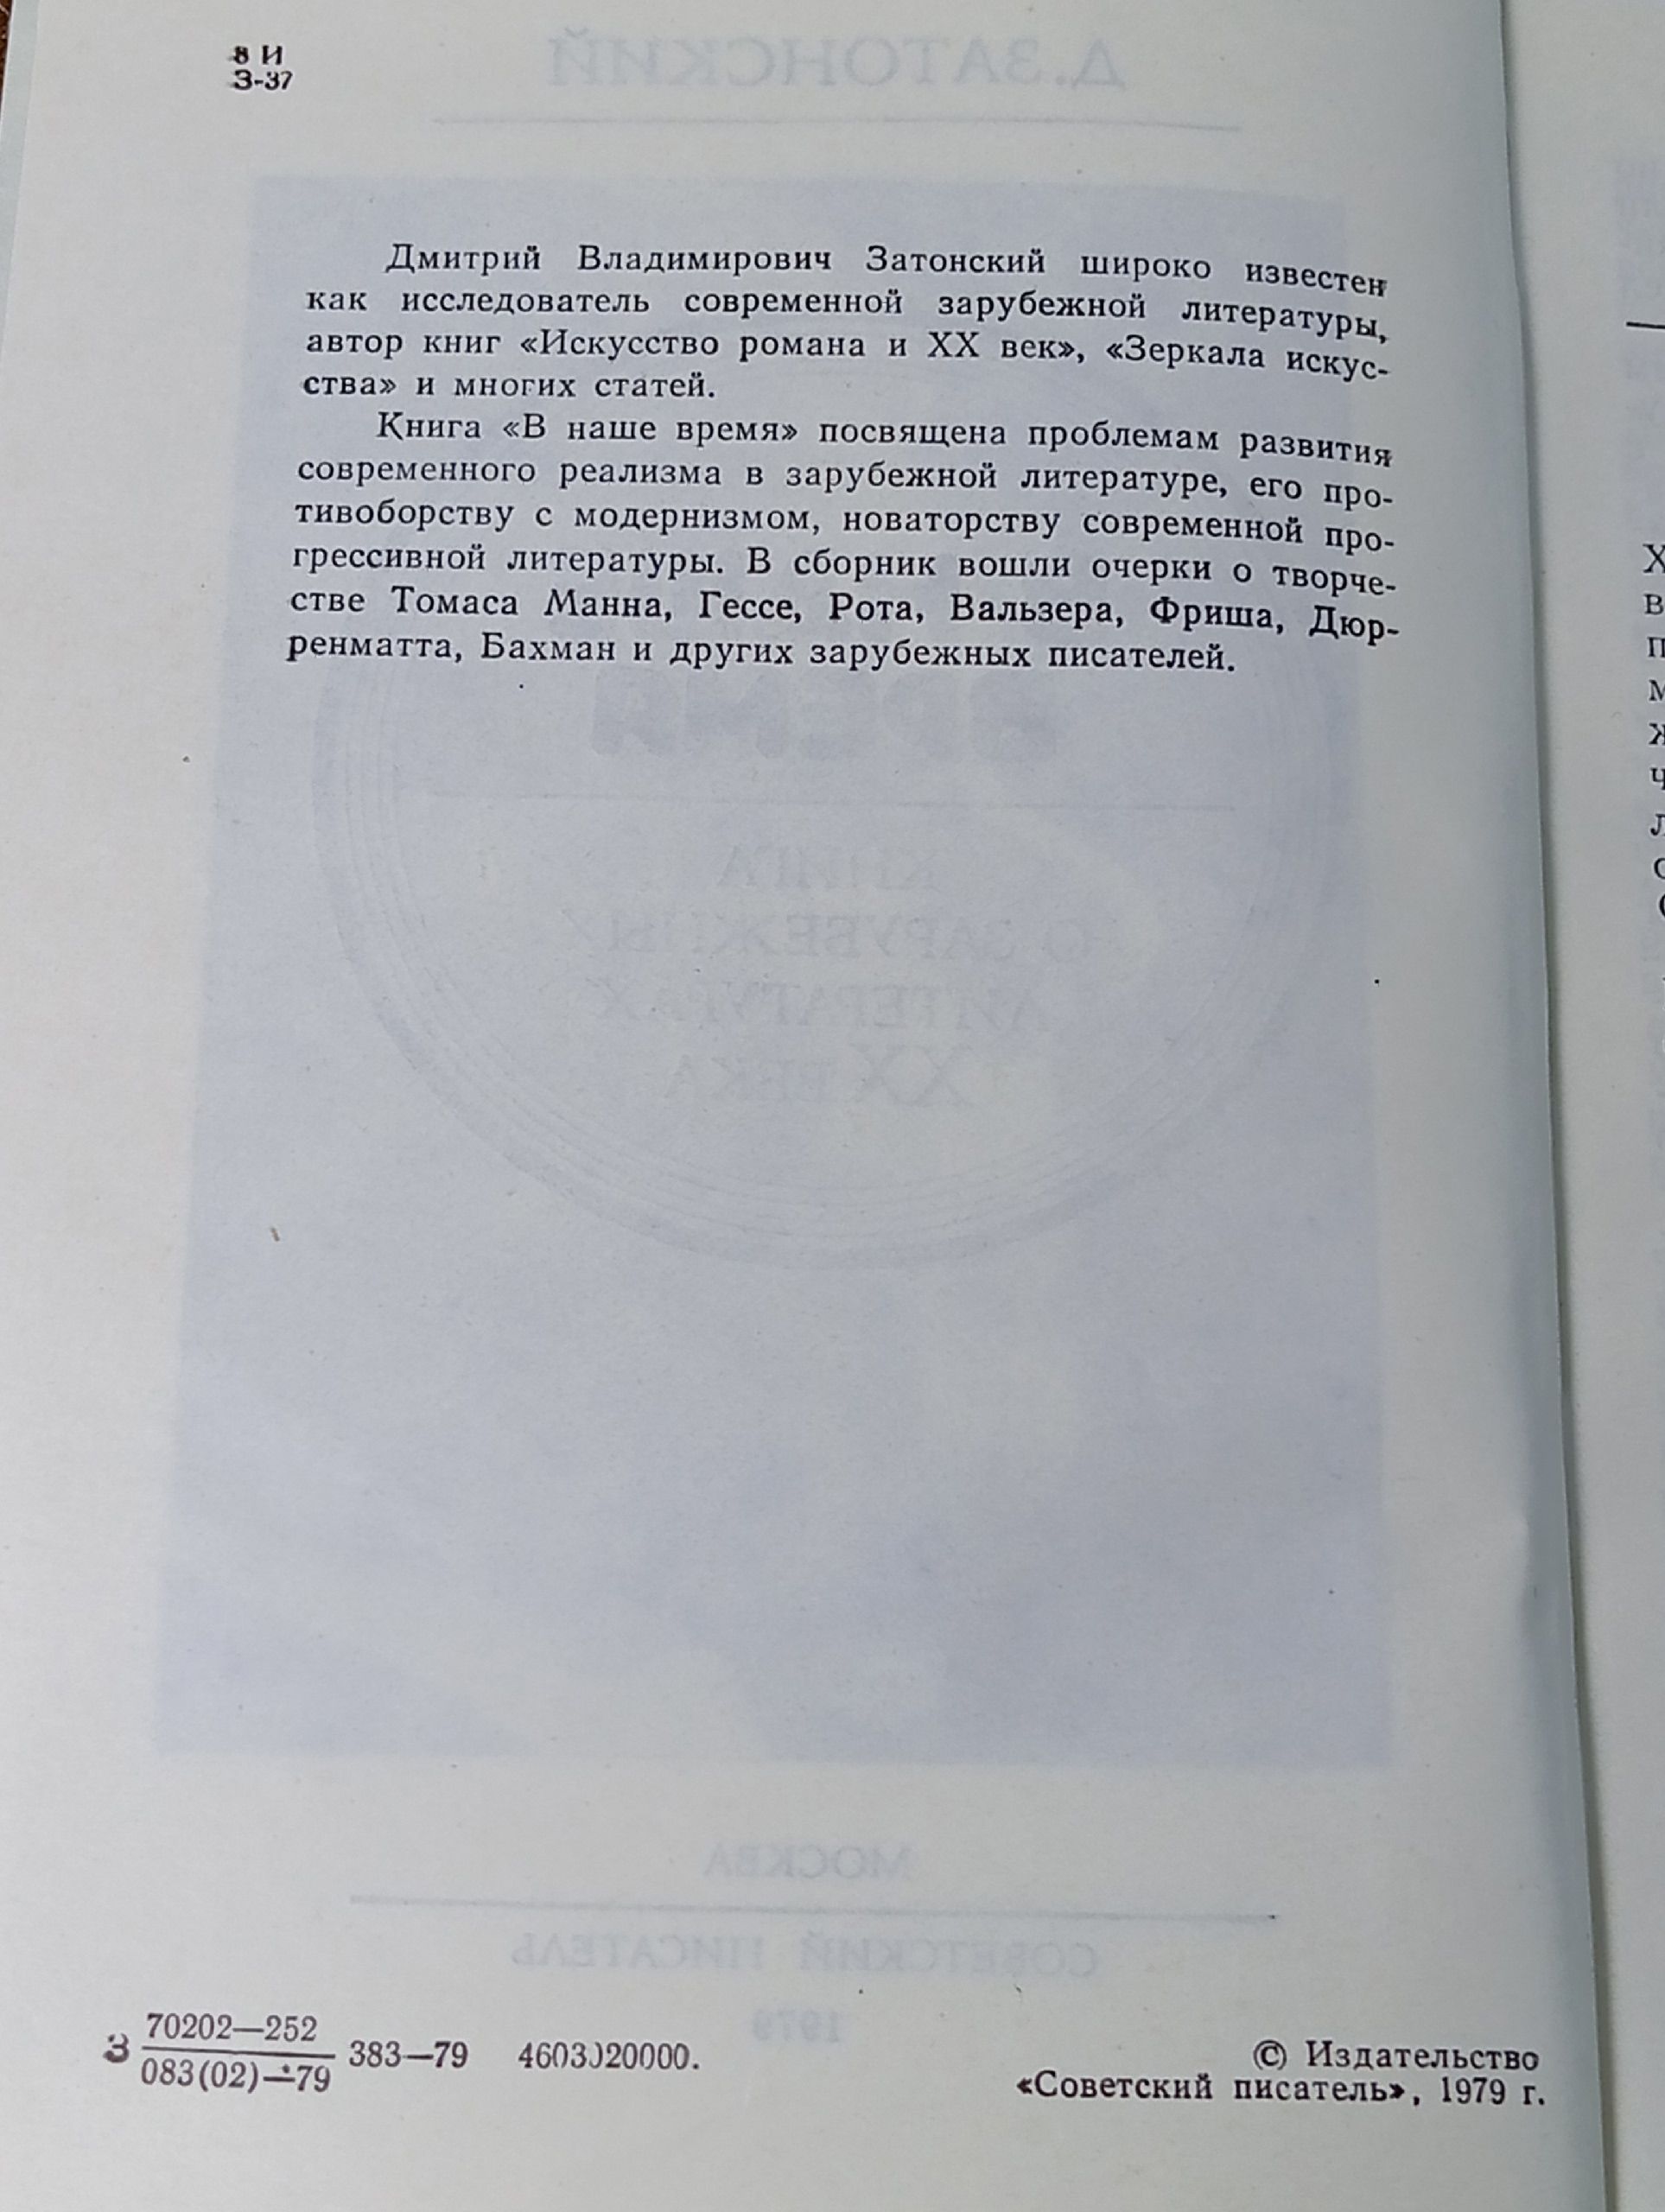 8 И
З-37
Дмитрий Владимирович Затонский широко известен
как исследователь современной зарубежной литературы,
автор книг «Искусство романа и XX век», «Зеркала искус-
ства» и многих статей.
Книга «В наше время» посвящена проблемам развития
современного реализма в зарубежной литературе, его про-
тивоборству с модернизмом, новаторству современной про-
грессивной литературы. В сборник вошли очерки о творче-
стве Томаса Манна, Гессе, Рота, Вальзера, Фриша, Дюр-
ренматта, Бахман и других зарубежных писателей.
З 70202—252
083(02)—79
383—79 4603020000.
© Издательство
«Советский писатель», 1979 г.